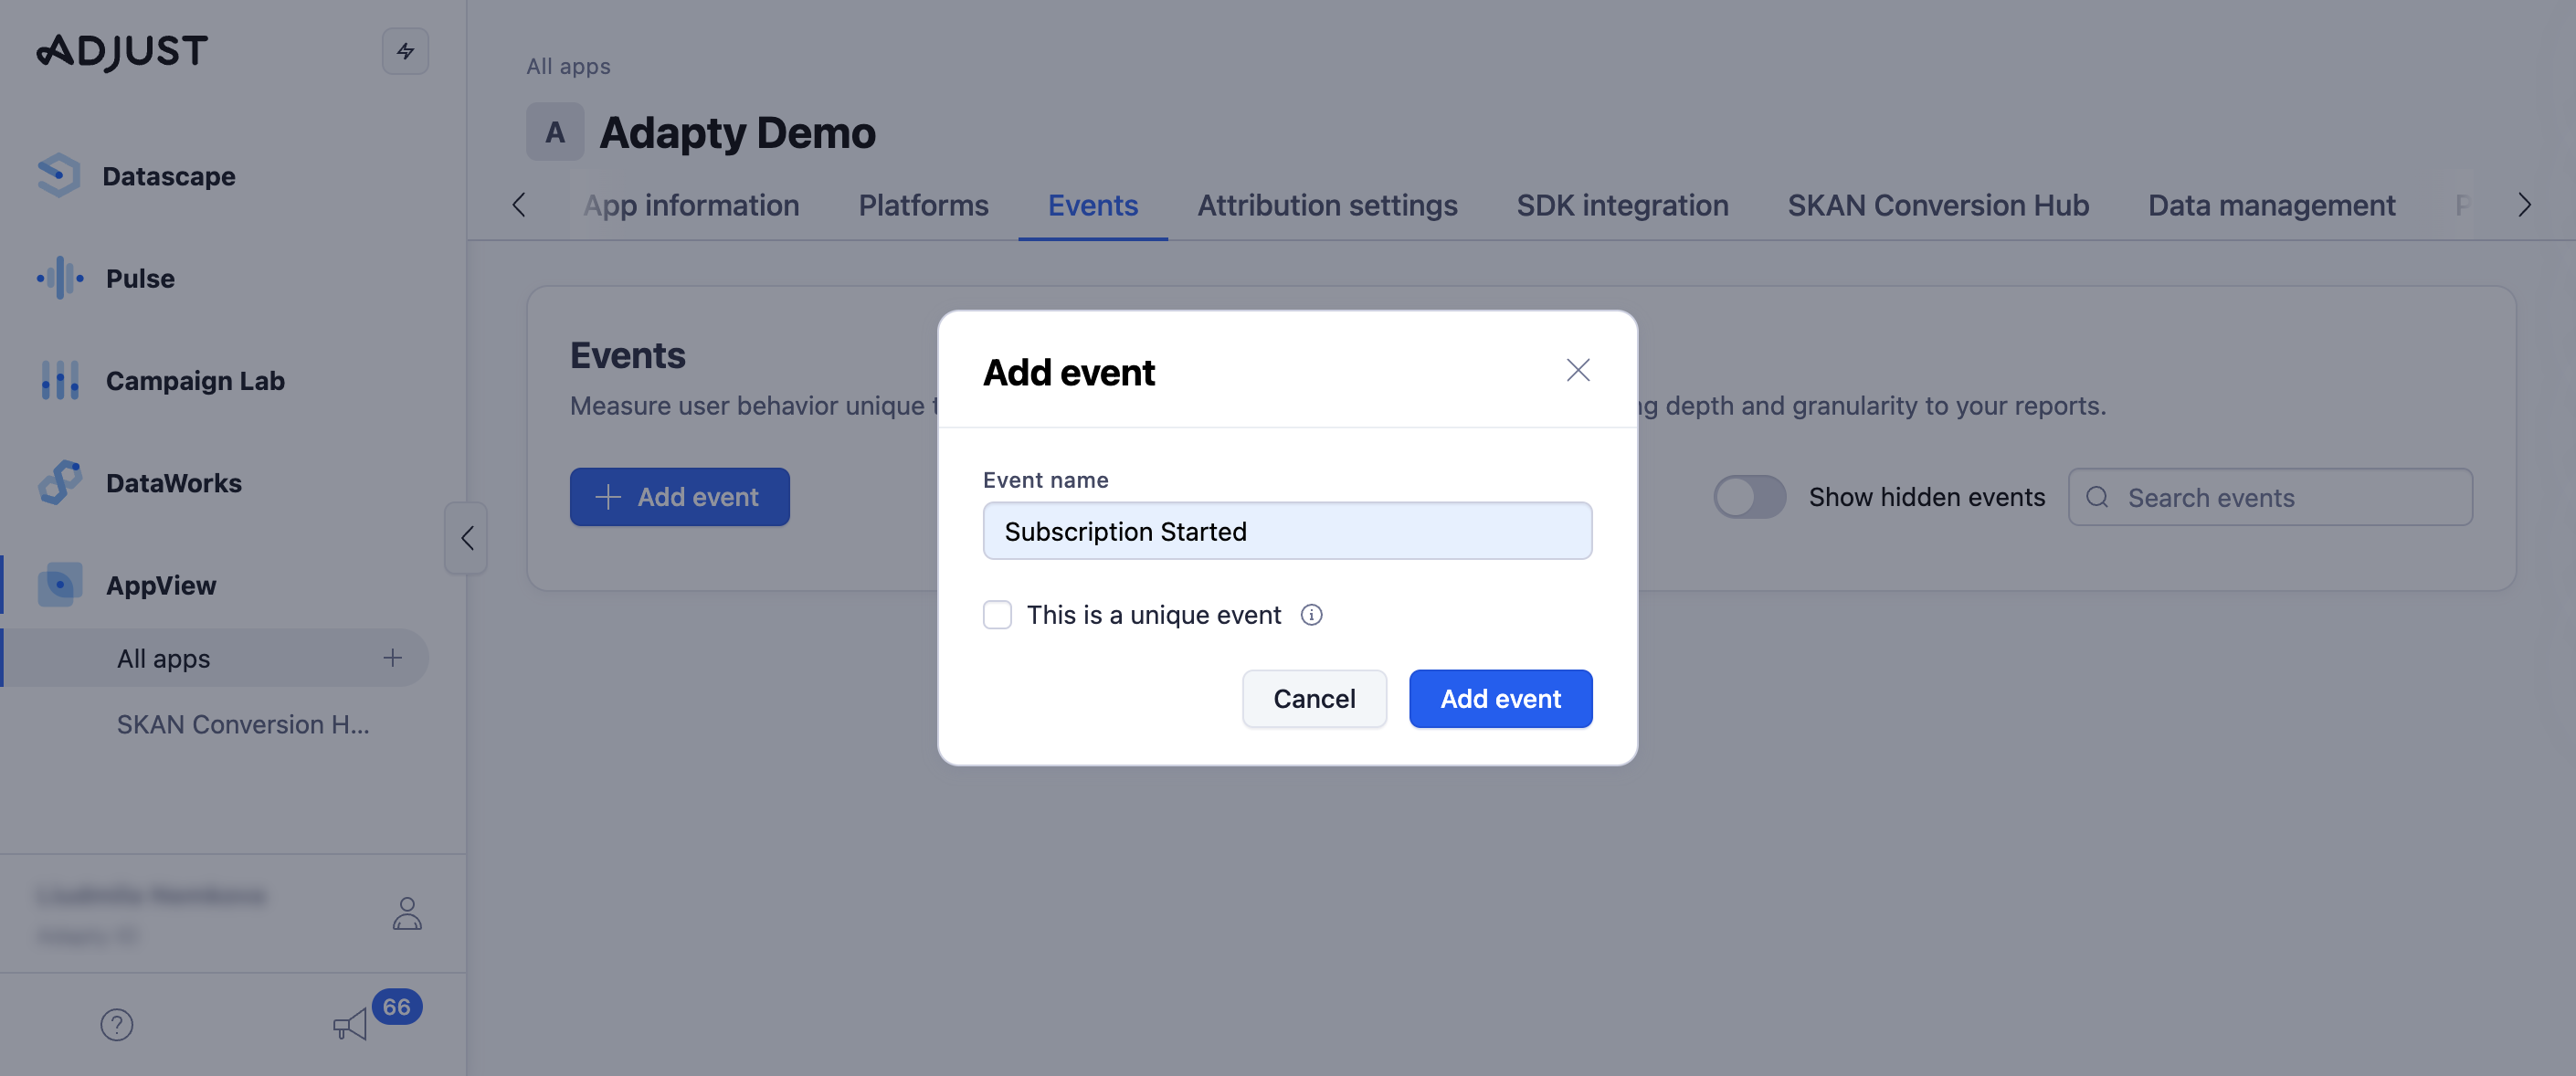 ADJUST
Datascape
Pulse
Campaign Lab
DataWorks
AppView
All apps
SKAN Conversion H...
66
All apps
A Adapty Demo
App information Platforms Events Attribution settings SDK integration SKAN Conversion Hub Data management P
Events
Measure user behavior unique t
ng depth and granularity to your reports.
Add event
Show hidden events
Search events
Add event
Event name
Subscription Started
This is a unique event
Cancel
Add event